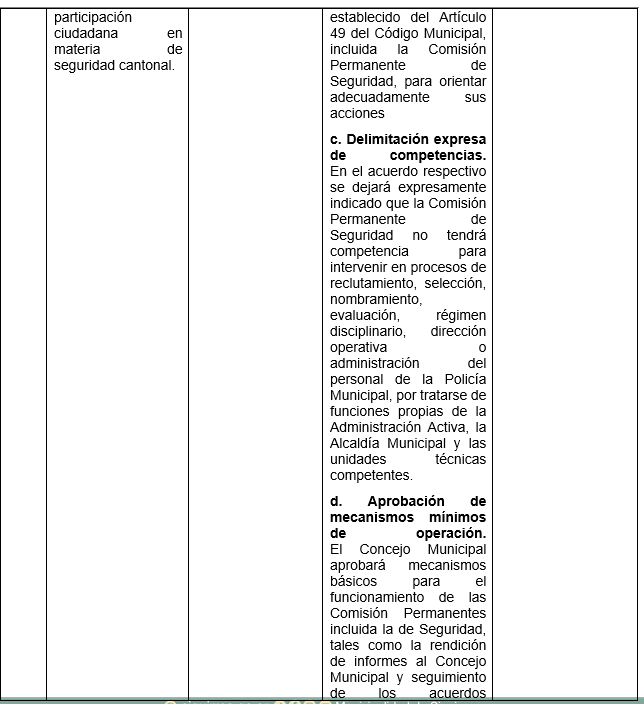 participación
ciudadana en
materia de
seguridad cantonal.
establecido del Artículo
49 del Código Municipal,
incluida la Comisión
Permanente de
Seguridad, para orientar
adecuadamente sus
acciones
c. Delimitación expresa
de competencias.
En el acuerdo respectivo
se dejará expresamente
indicado que la Comisión
Permanente de
Seguridad no tendrá
competencia para
intervenir en procesos de
reclutamiento, selección,
nombramiento,
evaluación, régimen
disciplinario, dirección
operativa o
administración del
personal de la Policía
Municipal, por tratarse de
funciones propias de la
Administración Activa, la
Alcaldía Municipal y las
unidades técnicas
competentes.
d. Aprobación de
mecanismos mínimos
de operación.
El Concejo Municipal
aprobará mecanismos
básicos para el
funcionamiento de las
Comisión Permanentes
incluida la de Seguridad,
tales como la rendición
de informes al Concejo
Municipal y seguimiento
de los acuerdos